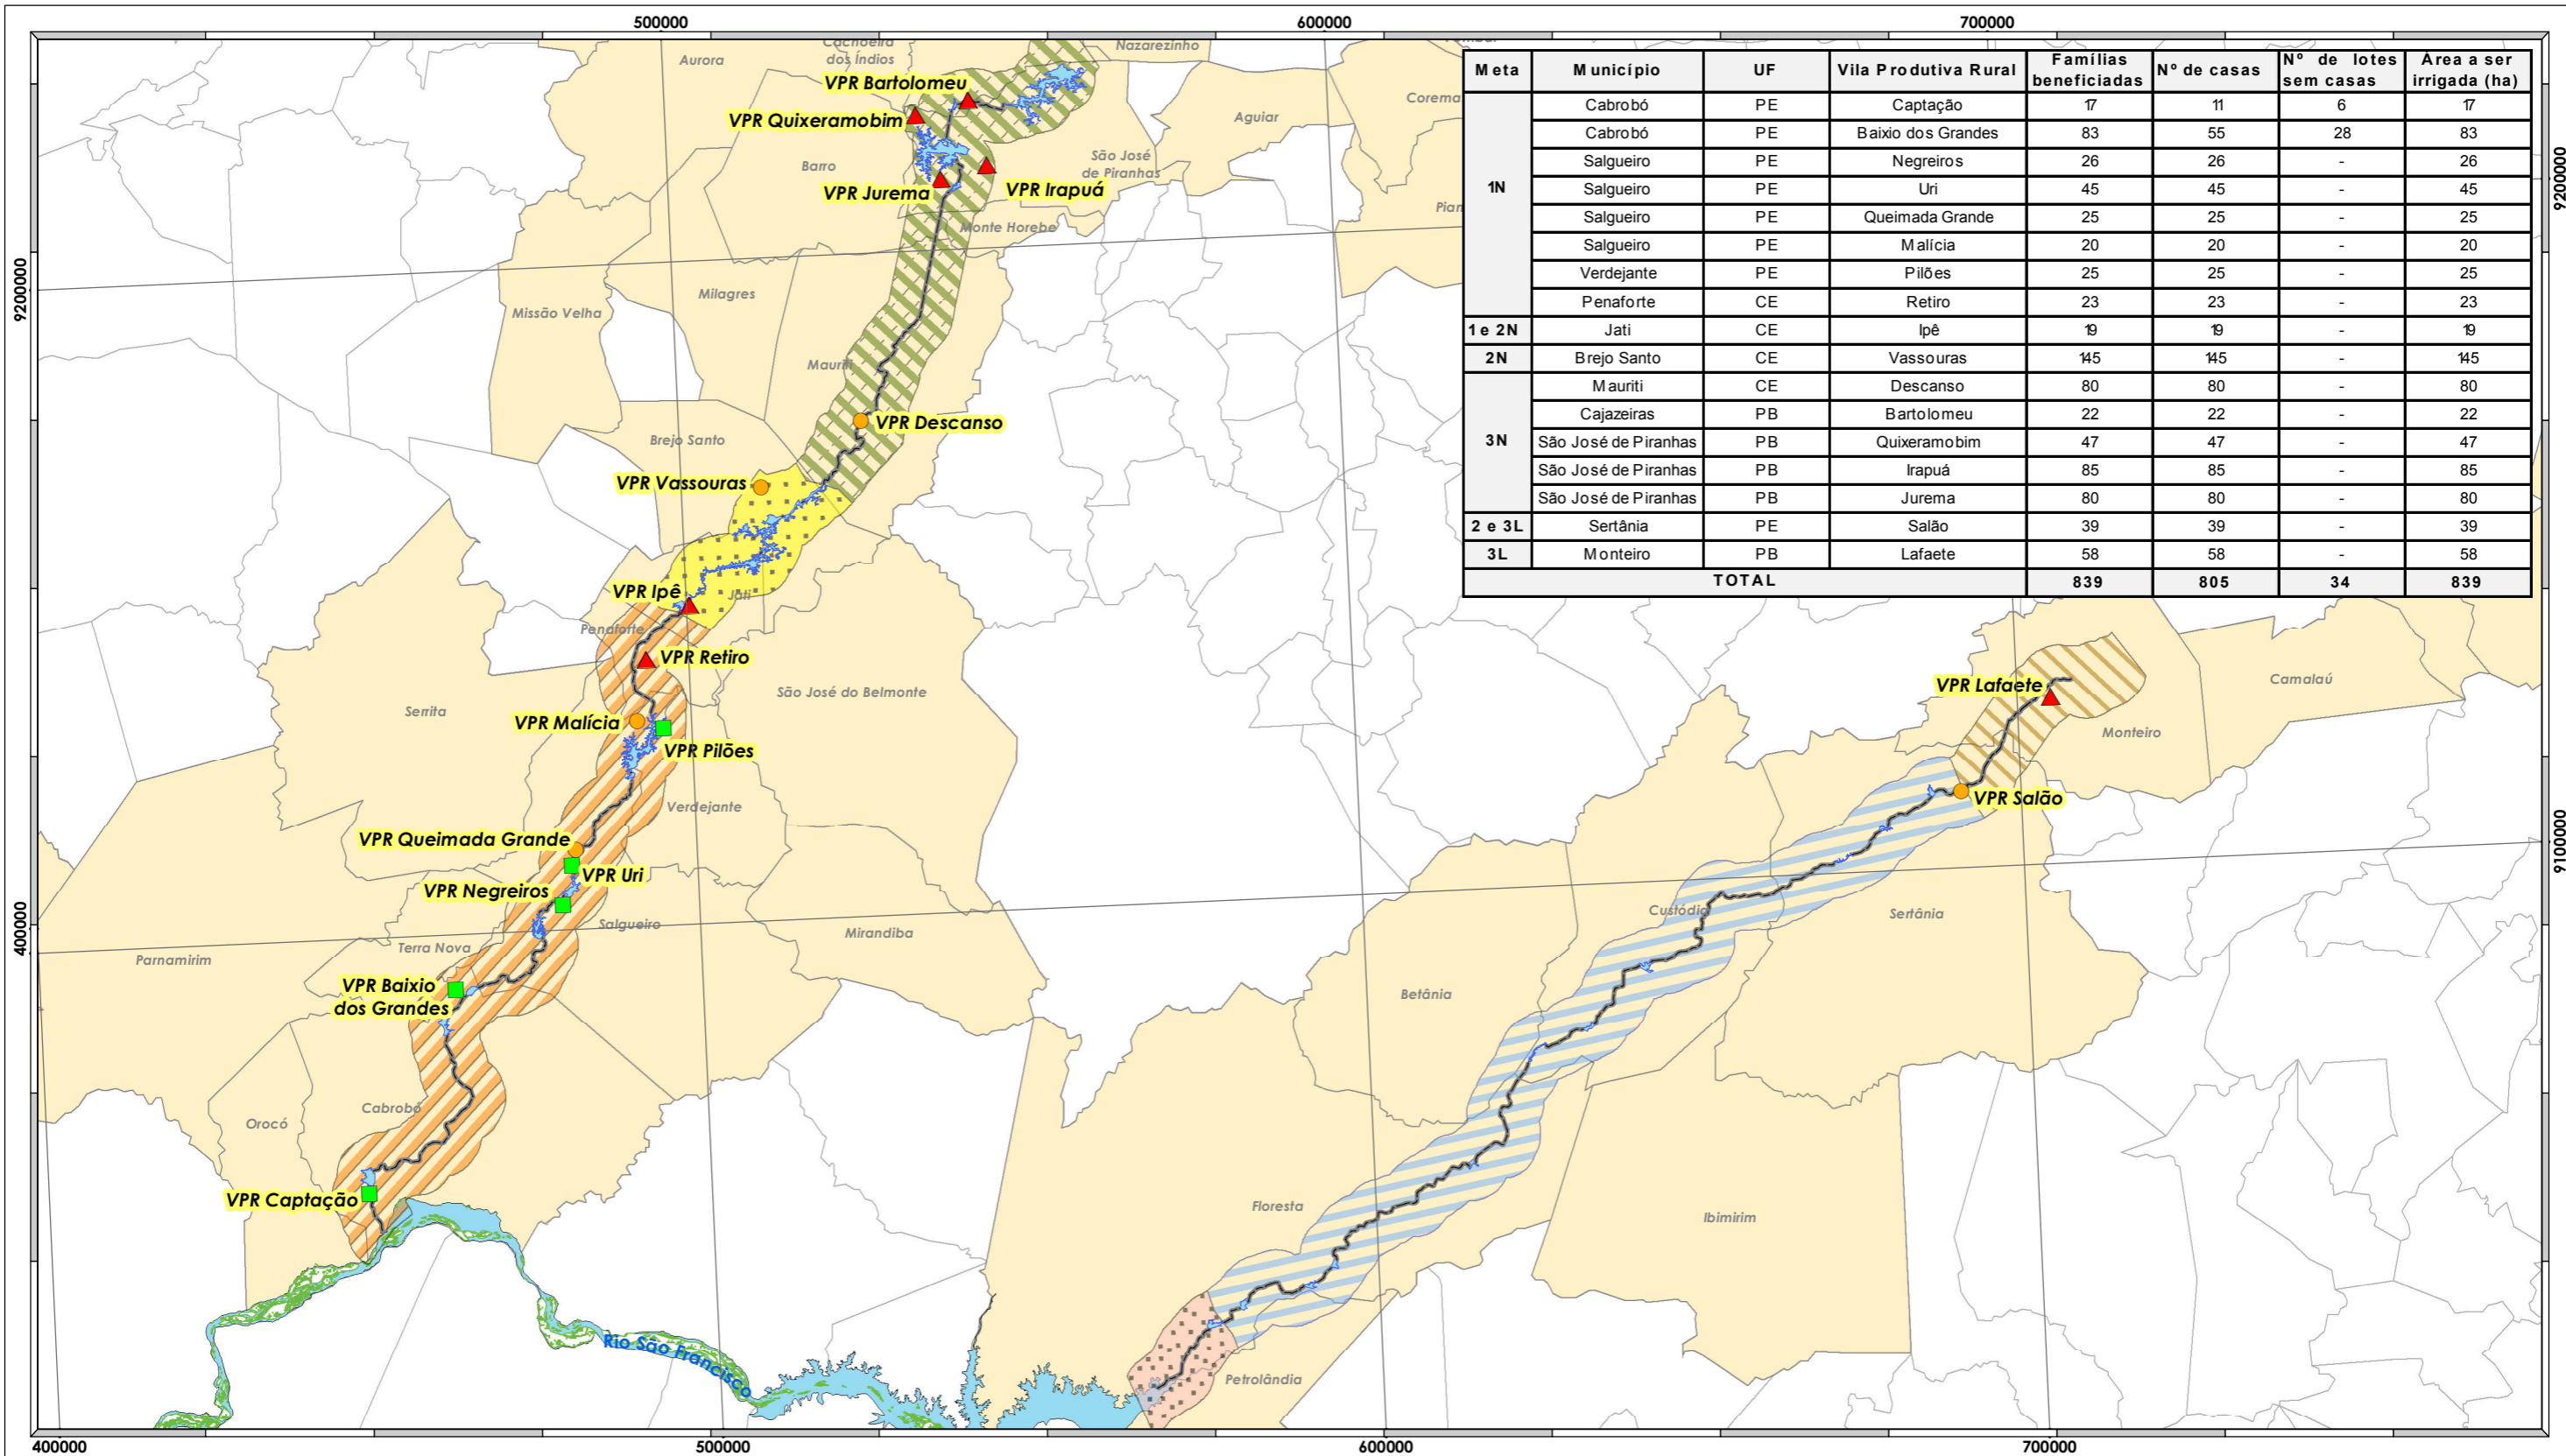 500000 600000 700000
Meta Município UF Vila Produtiva Rural Famílias beneficiadas Nº de casas Nº de lotes sem casas Área a ser irrigada (ha)
1N Cabrobó PE Captação 17 11 6 17
Cabrobó PE Baixio dos Grandes 83 55 28 83
Salgueiro PE Negreiros 26 26 - 26
Salgueiro PE Uri 45 45 - 45
Salgueiro PE Queimada Grande 25 25 - 25
Salgueiro PE Malícia 20 20 - 20
Verdejante PE Pilões 25 25 - 25
Penaforte CE Retiro 23 23 - 23
1 e 2N Jati CE Ipê 19 19 - 19
2N Brejo Santo CE Vassouras 145 145 - 145
3N Mauriti CE Descanso 80 80 - 80
Cajazeiras PB Bartolomeu 22 22 - 22
São José de Piranhas PB Quixeramobim 47 47 - 47
São José de Piranhas PB Irapuá 85 85 - 85
São José de Piranhas PB Jurema 80 80 - 80
2 e 3L Sertânia PE Salão 39 39 - 39
3L Monteiro PB Lafaete 58 58 - 58
TOTAL 839 805 34 839
Cachoeira
dos Índios
Nazarezinho
Aurora
VPR Bartolomeu
Corema
VPR Quixeramobim
Aguiar
Barro
São José
de Piranhas
VPR Jurema
VPR Irapuá
Pian
Monte Horebe
9200000
9200000
Milagres
Missão Velha
Mauriti
VPR Descanso
Brejo Santo
VPR Vassouras
VPR Ipê
Jati
Penaforte
VPR Retiro
São José do Belmonte
Serrita
VPR Malícia
VPR Pilões
VPR Lafaete
Camalaú
Monteiro
VPR Salão
Verdejante
VPR Queimada Grande
VPR Uri
VPR Negreiros
Salgueiro
9100000
Custódia
Sertânia
Mirandiba
Terra Nova
Parnamirim
400000
VPR Baixio
dos Grandes
Betânia
Cabrobó
Orocó
VPR Captação
Floresta
Ibimirim
Rio São Francisco
Petrolândia
400000 500000 600000 700000